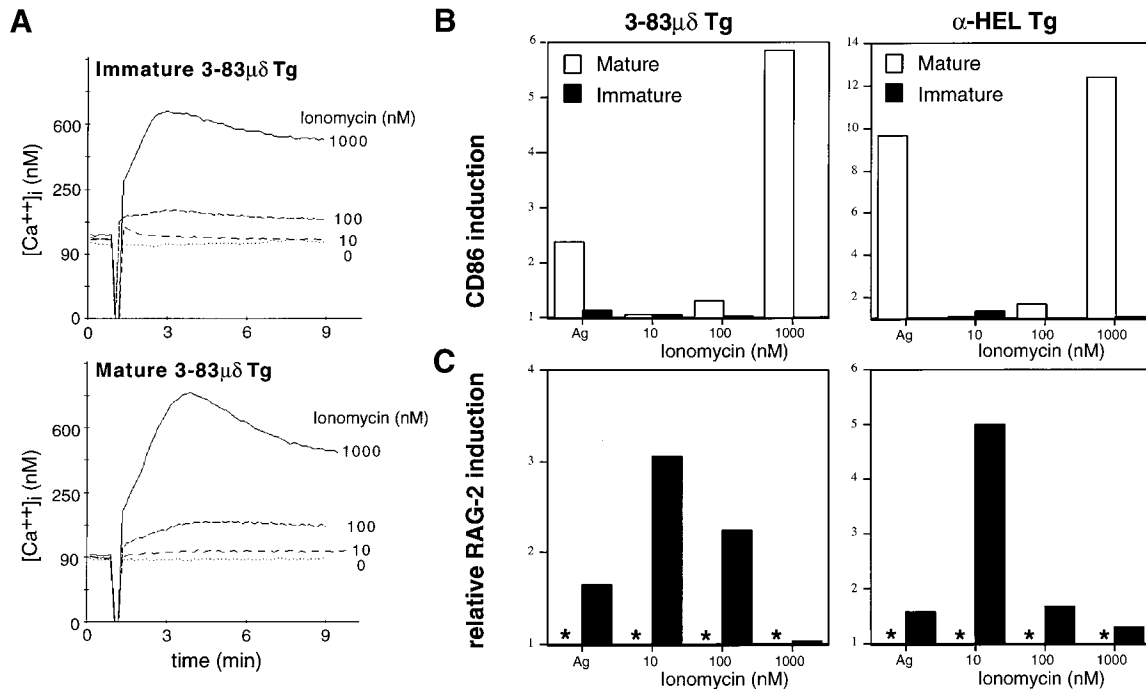 A
Immature 3-83μδ Tg
Ionomycin (nM)
1000
100
10
0
[Ca++]i (nM)
600
250
90
0
0 3 6 9
Mature 3-83μδ Tg
Ionomycin (nM)
1000
100
10
0
[Ca++]i (nM)
600
250
90
0
0 3 6 9
time (min)
B
3-83μδ Tg
CD86 induction
6
5
4
3
2
1
Mature
Immature
Ag 10 100 1000
Ionomycin (nM)
α-HEL Tg
14
12
10
8
6
4
2
Mature
Immature
Ag 10 100 1000
Ionomycin (nM)
C
relative RAG-2 induction
4
3
2
1
* * * *
Ag 10 100 1000
Ionomycin (nM)
6
5
4
3
2
1
* * * *
Ag 10 100 1000
Ionomycin (nM)